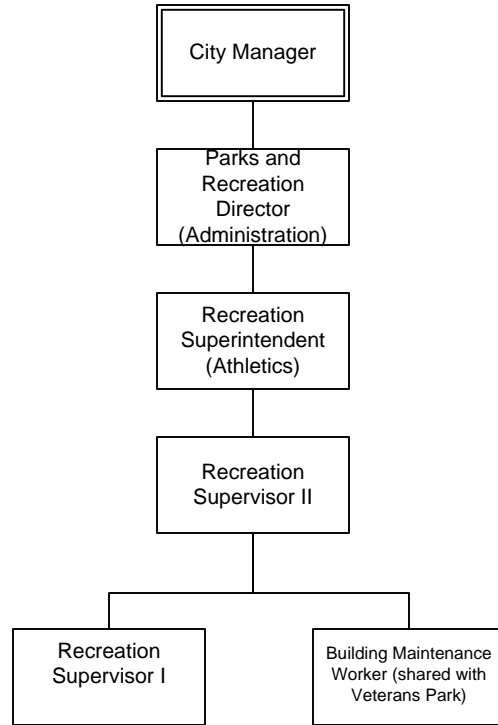 City Manager
Parks and
Recreation
Director
(Administration)
Recreation
Superintendent
(Athletics)
Recreation
Supervisor II
Recreation
Supervisor I
Building Maintenance
Worker (shared with
Veterans Park)